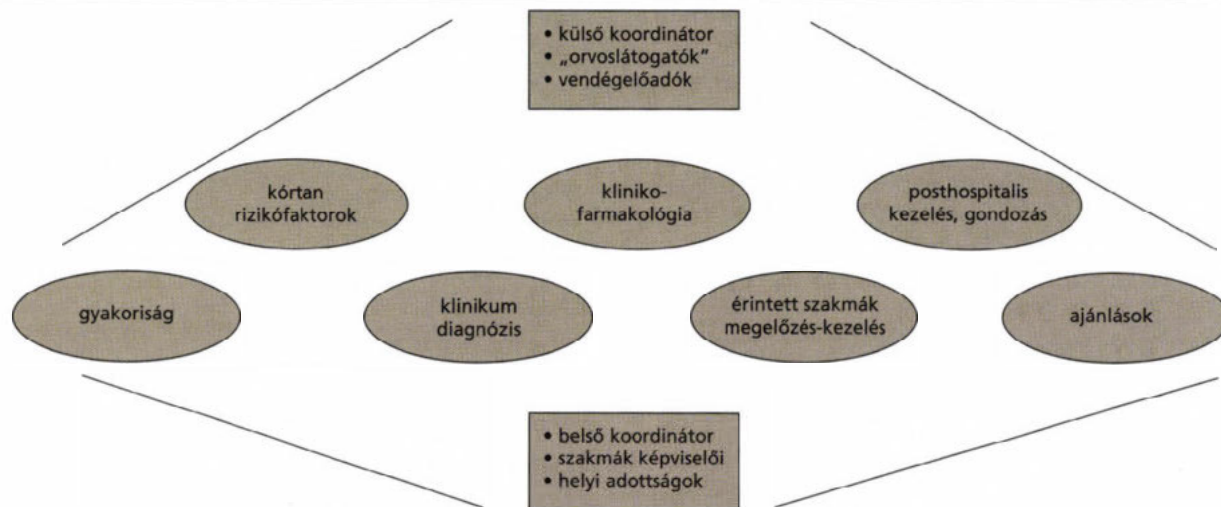 • külső koordinátor
• „orvoslátogatók”
• vendégelőadók
kórtan
rizikófaktorok
kliniko-
farmakológia
posthospitalis
kezelés, gondozás
gyakoriság
klinikum
diagnózis
érintett szakmák
megelőzés-kezelés
ajánlások
• belső koordinátor
• szakmák képviselői
• helyi adottságok